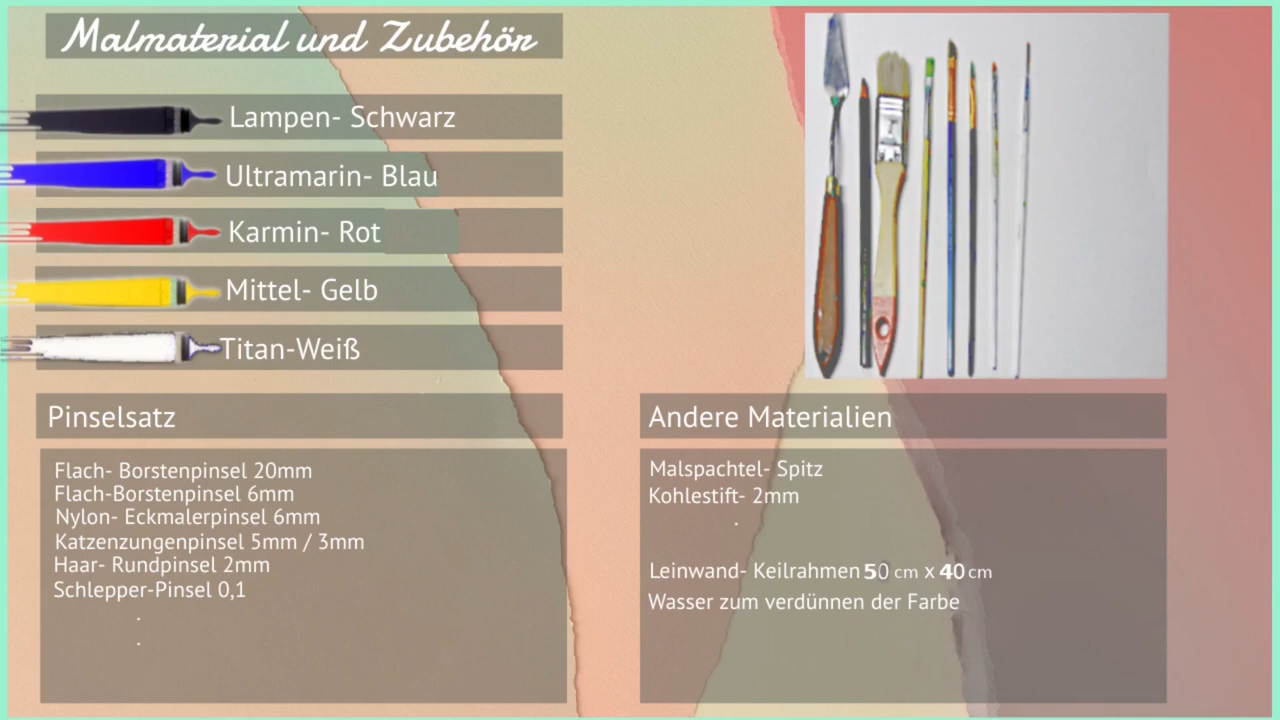 Malmaterial und Zubehör
Lampen- Schwarz
Ultramarin- Blau
Karmin- Rot
Mittel- Gelb
Titan-Weiß
Pinselsatz
Flach- Borstenpinsel 20mm
Flach-Borstenpinsel 6mm
Nylon- Eckmalerpinsel 6mm
Katzenzungenpinsel 5mm / 3mm
Haar- Rundpinsel 2mm
Schlepper-Pinsel 0,1
.
.
Andere Materialien
Malspachtel- Spitz
Kohlestift- 2mm
.
Leinwand- Keilrahmen 50 cm x 40 cm
Wasser zum verdünnen der Farbe